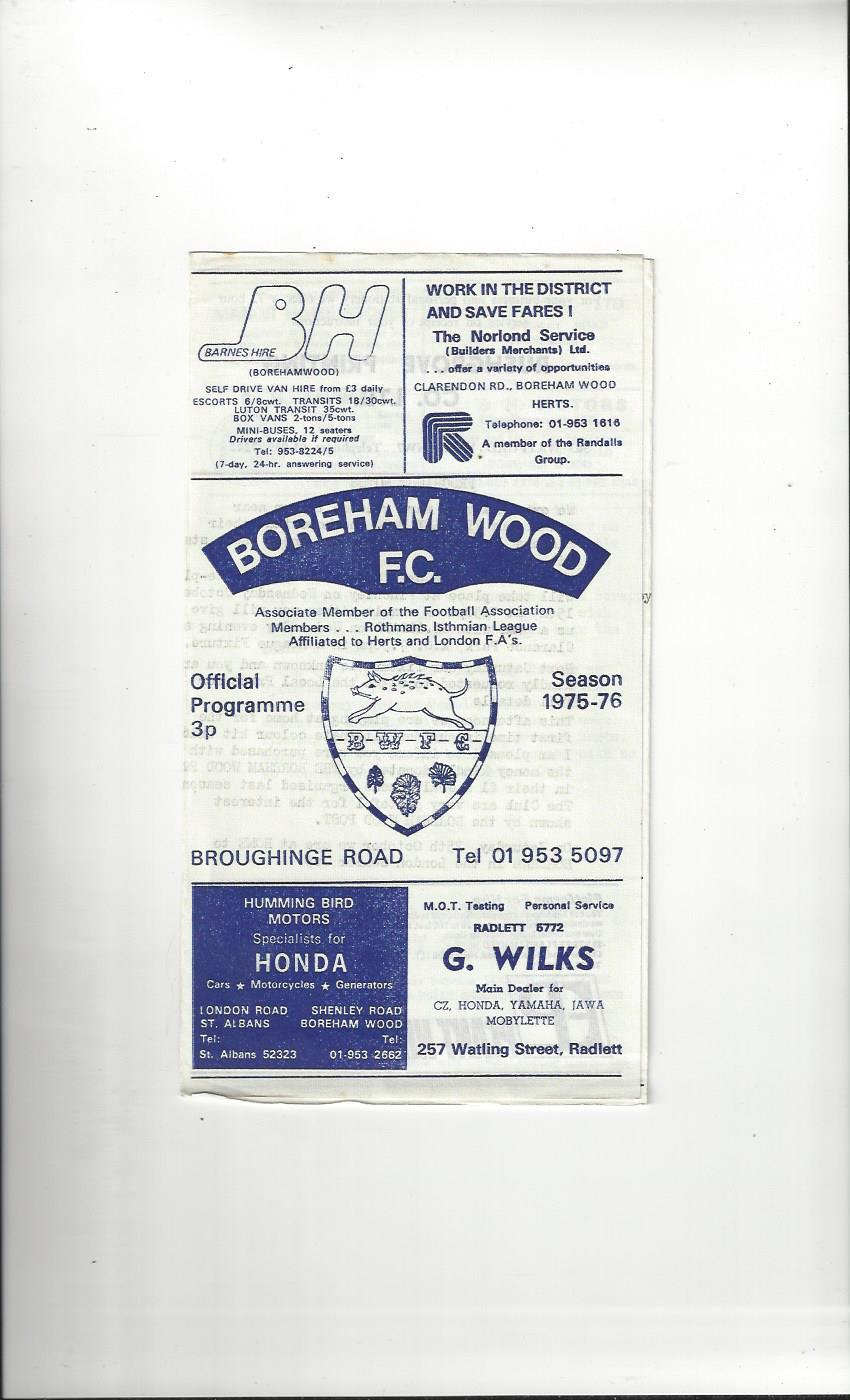 BH
BARNES HIRE
(BOREHAMWOOD)
SELF DRIVE VAN HIRE from £3 daily
ESCORTS 6/8cwt. TRANSITS 18/30cwt.
LUTON TRANSIT 35cwt.
BOX VANS 2-tons/5-tons
MINI-BUSES, 12 seaters
Drivers available if required
Tel: 953-8224/5
(7-day, 24-hr. answering service)
WORK IN THE DISTRICT
AND SAVE FARES !
The Norlond Service
(Builders Merchants) Ltd.
. . . offer a variety of opportunities
CLARENDON RD., BOREHAM WOOD
HERTS.
Telephone: 01-953 1616
A member of the Randalls
Group.
BOREHAM WOOD
F.C.
Associate Member of the Football Association
Members . . . Rothmans Isthmian League
Affiliated to Herts and London F.A's.
Official
Programme
3p
Season
1975-76
B W F C
BROUGHINGE ROAD Tel 01 953 5097
HUMMING BIRD
MOTORS
Specialists for
HONDA
Cars ★ Motorcycles ★ Generators
LONDON ROAD SHENLEY ROAD
ST. ALBANS BOREHAM WOOD
Tel: Tel:
St. Albans 52323 01-953 2662
M.O.T. Testing Personal Service
RADLETT 6772
G. WILKS
Main Dealer for
CZ, HONDA, YAMAHA, JAWA
MOBYLETTE
257 Watling Street, Radlett